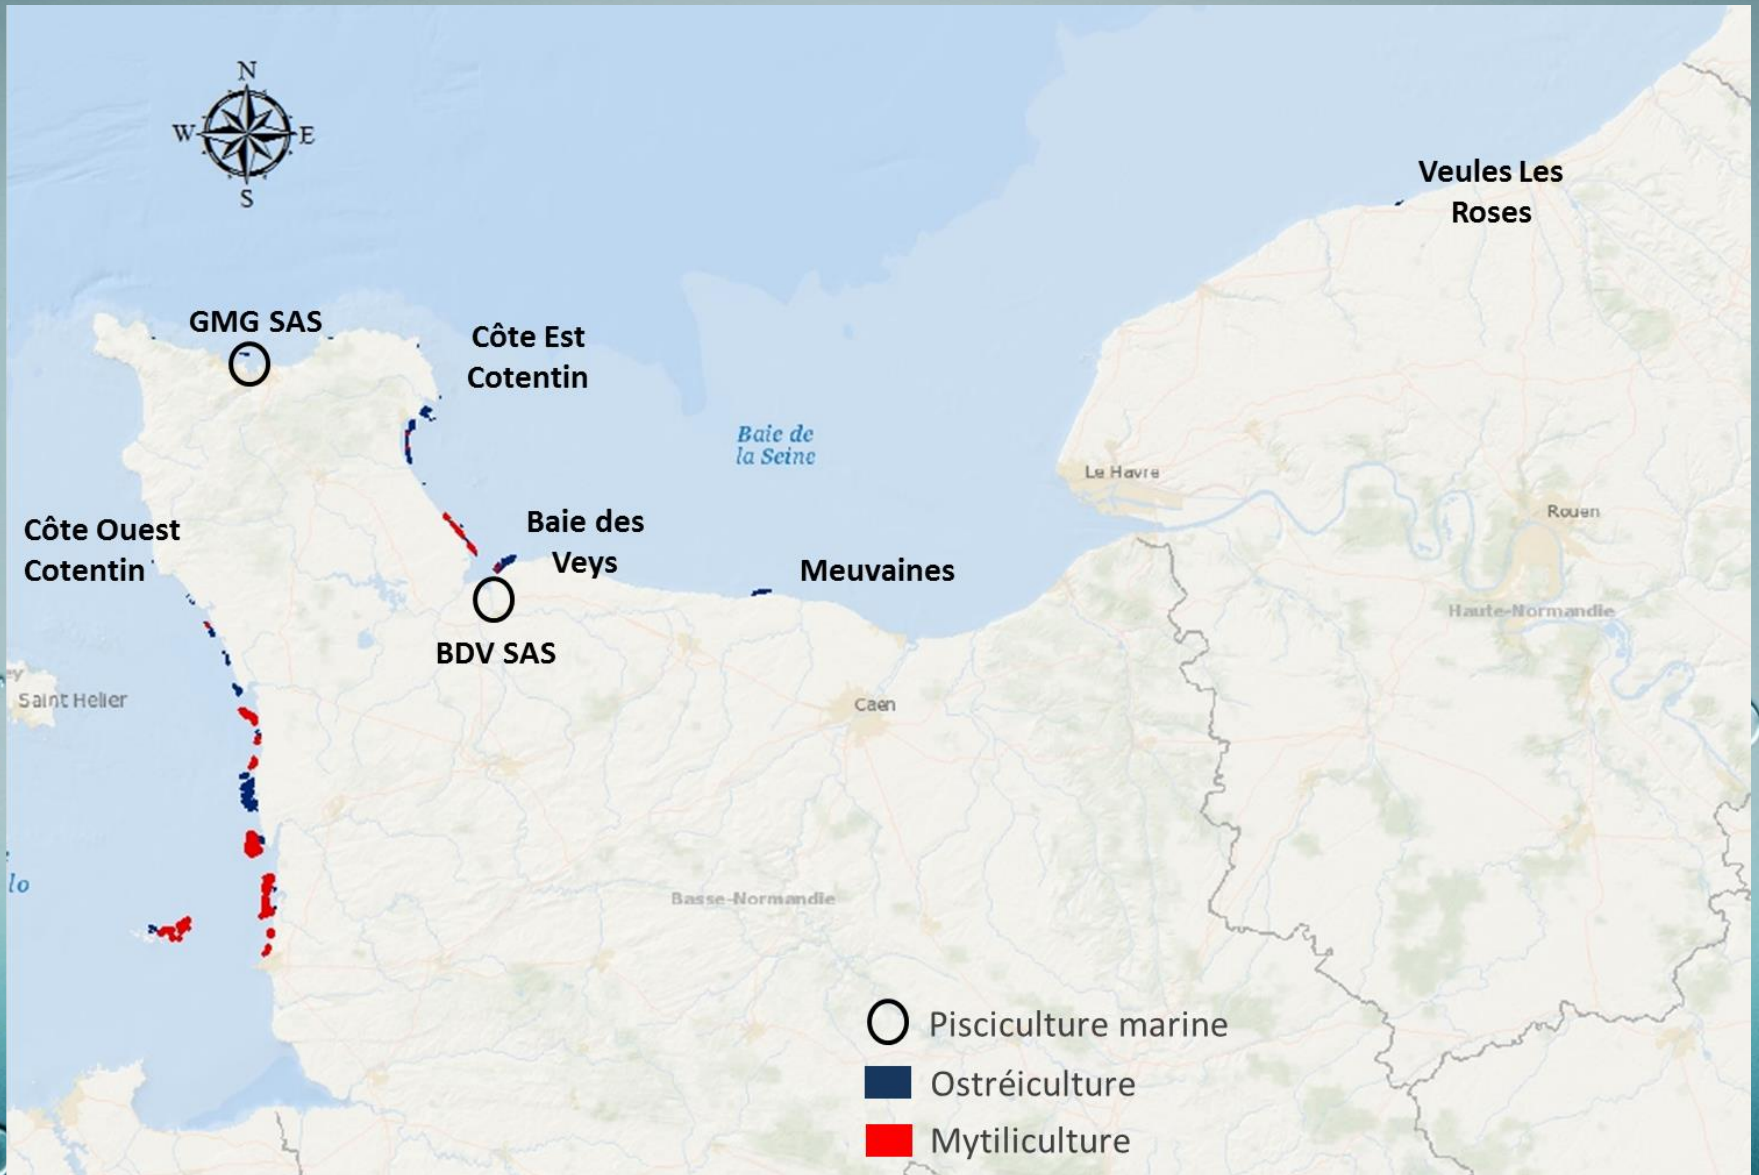 N
W
E
S
Veules Les
Roses
GMG SAS
Côte Est
Cotentin
Baie de
la Seine
Le Havre
Côte Ouest
Cotentin
Baie des
Veys
Rouen
Meuvaines
Haute-Normandie
BDV SAS
ey
Saint Helier
Caen
lo
Basse-Normandie
Pisciculture marine
Ostréiculture
Mytiliculture